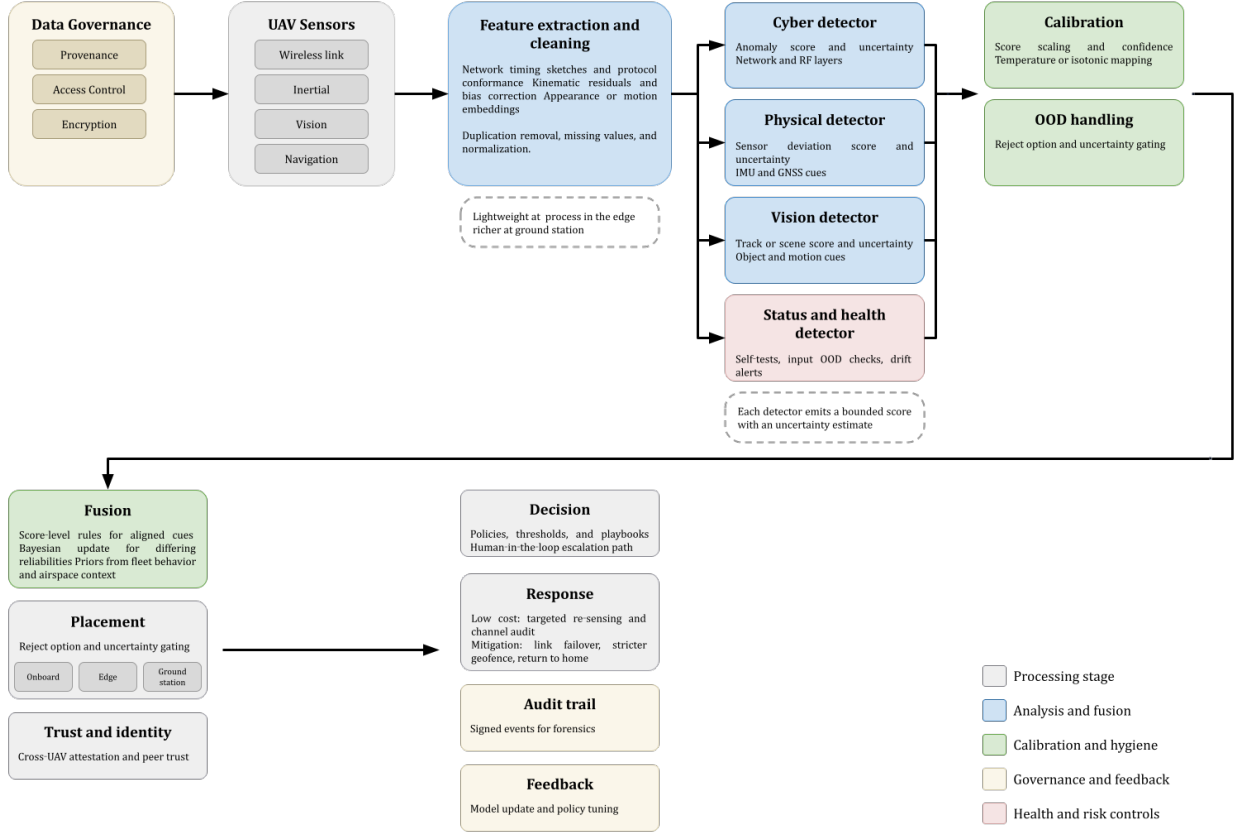 Data Governance
Provenance
Access Control
Encryption
UAV Sensors
Wireless link
Inertial
Vision
Navigation
Feature extraction and
cleaning
Network timing sketches and protocol
conformance Kinematic residuals and
bias correction Appearance or motion
embeddings
Duplication removal, missing values, and
normalization.
Lightweight at process in the edge
richer at ground station
Cyber detector
Anomaly score and uncertainty
Network and RF layers
Physical detector
Sensor deviation score and
uncertainty
IMU and GNSS cues
Vision detector
Track or scene score and uncertainty
Object and motion cues
Status and health
detector
Self-tests, input OOD checks, drift
alerts
Each detector emits a bounded score
with an uncertainty estimate
Calibration
Score scaling and confidence
Temperature or isotonic mapping
OOD handling
Reject option and uncertainty gating
Fusion
Score-level rules for aligned cues
Bayesian update for differing
reliabilities Priors from fleet behavior
and airspace context
Placement
Reject option and uncertainty gating
Onboard
Edge
Ground
station
Trust and identity
Cross-UAV attestation and peer trust
Decision
Policies, thresholds, and playbooks
Human-in-the-loop escalation path
Response
Low cost: targeted re-sensing and
channel audit
Mitigation: link failover, stricter
geofence, return to home
Audit trail
Signed events for forensics
Feedback
Model update and policy tuning
Processing stage
Analysis and fusion
Calibration and hygiene
Governance and feedback
Health and risk controls